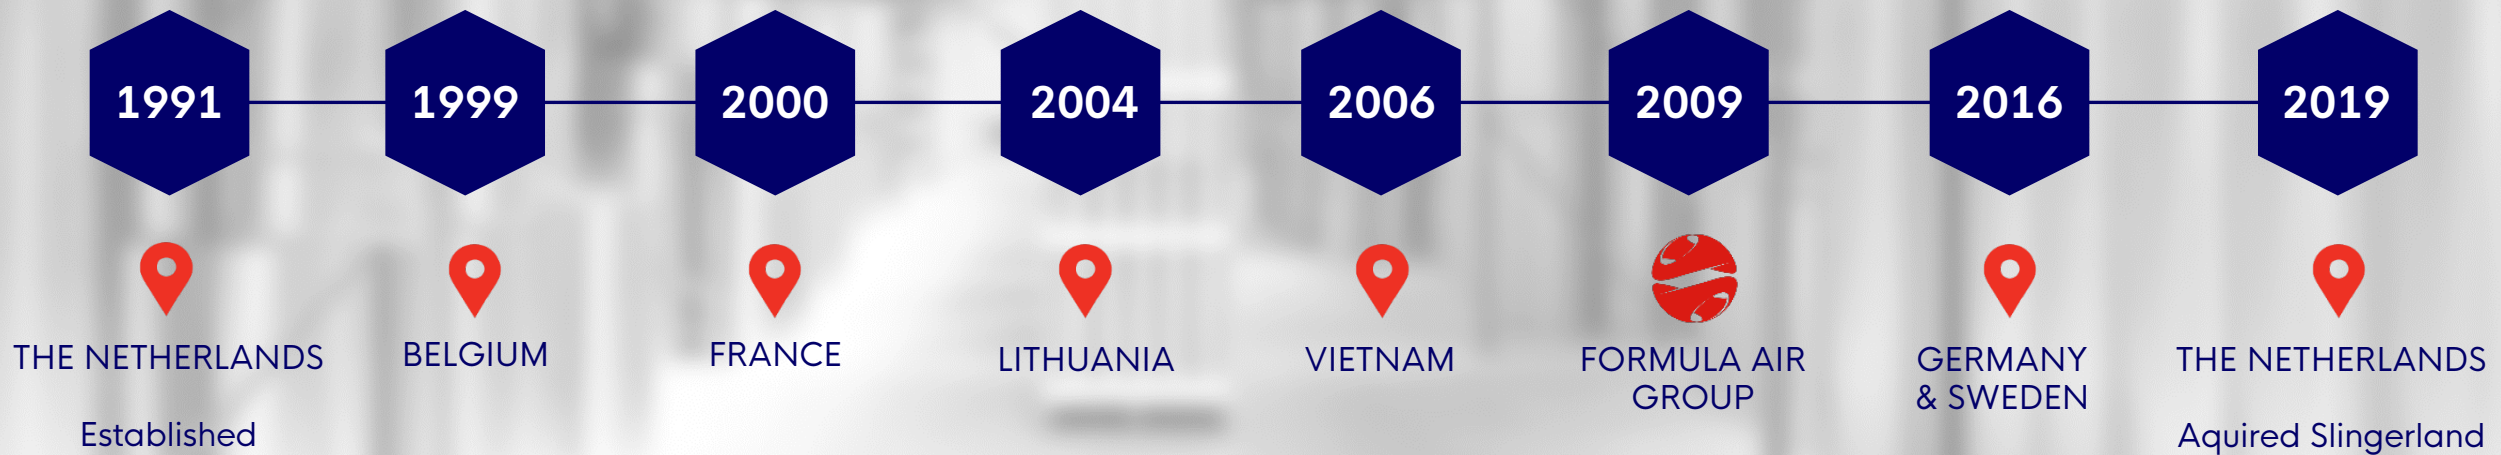 1991
1999
2000
2004
2006
2009
2016
2019
THE NETHERLANDS
Established
BELGIUM
FRANCE
LITHUANIA
VIETNAM
FORMULA AIR
GROUP
GERMANY
& SWEDEN
THE NETHERLANDS
Aquired Slingerland